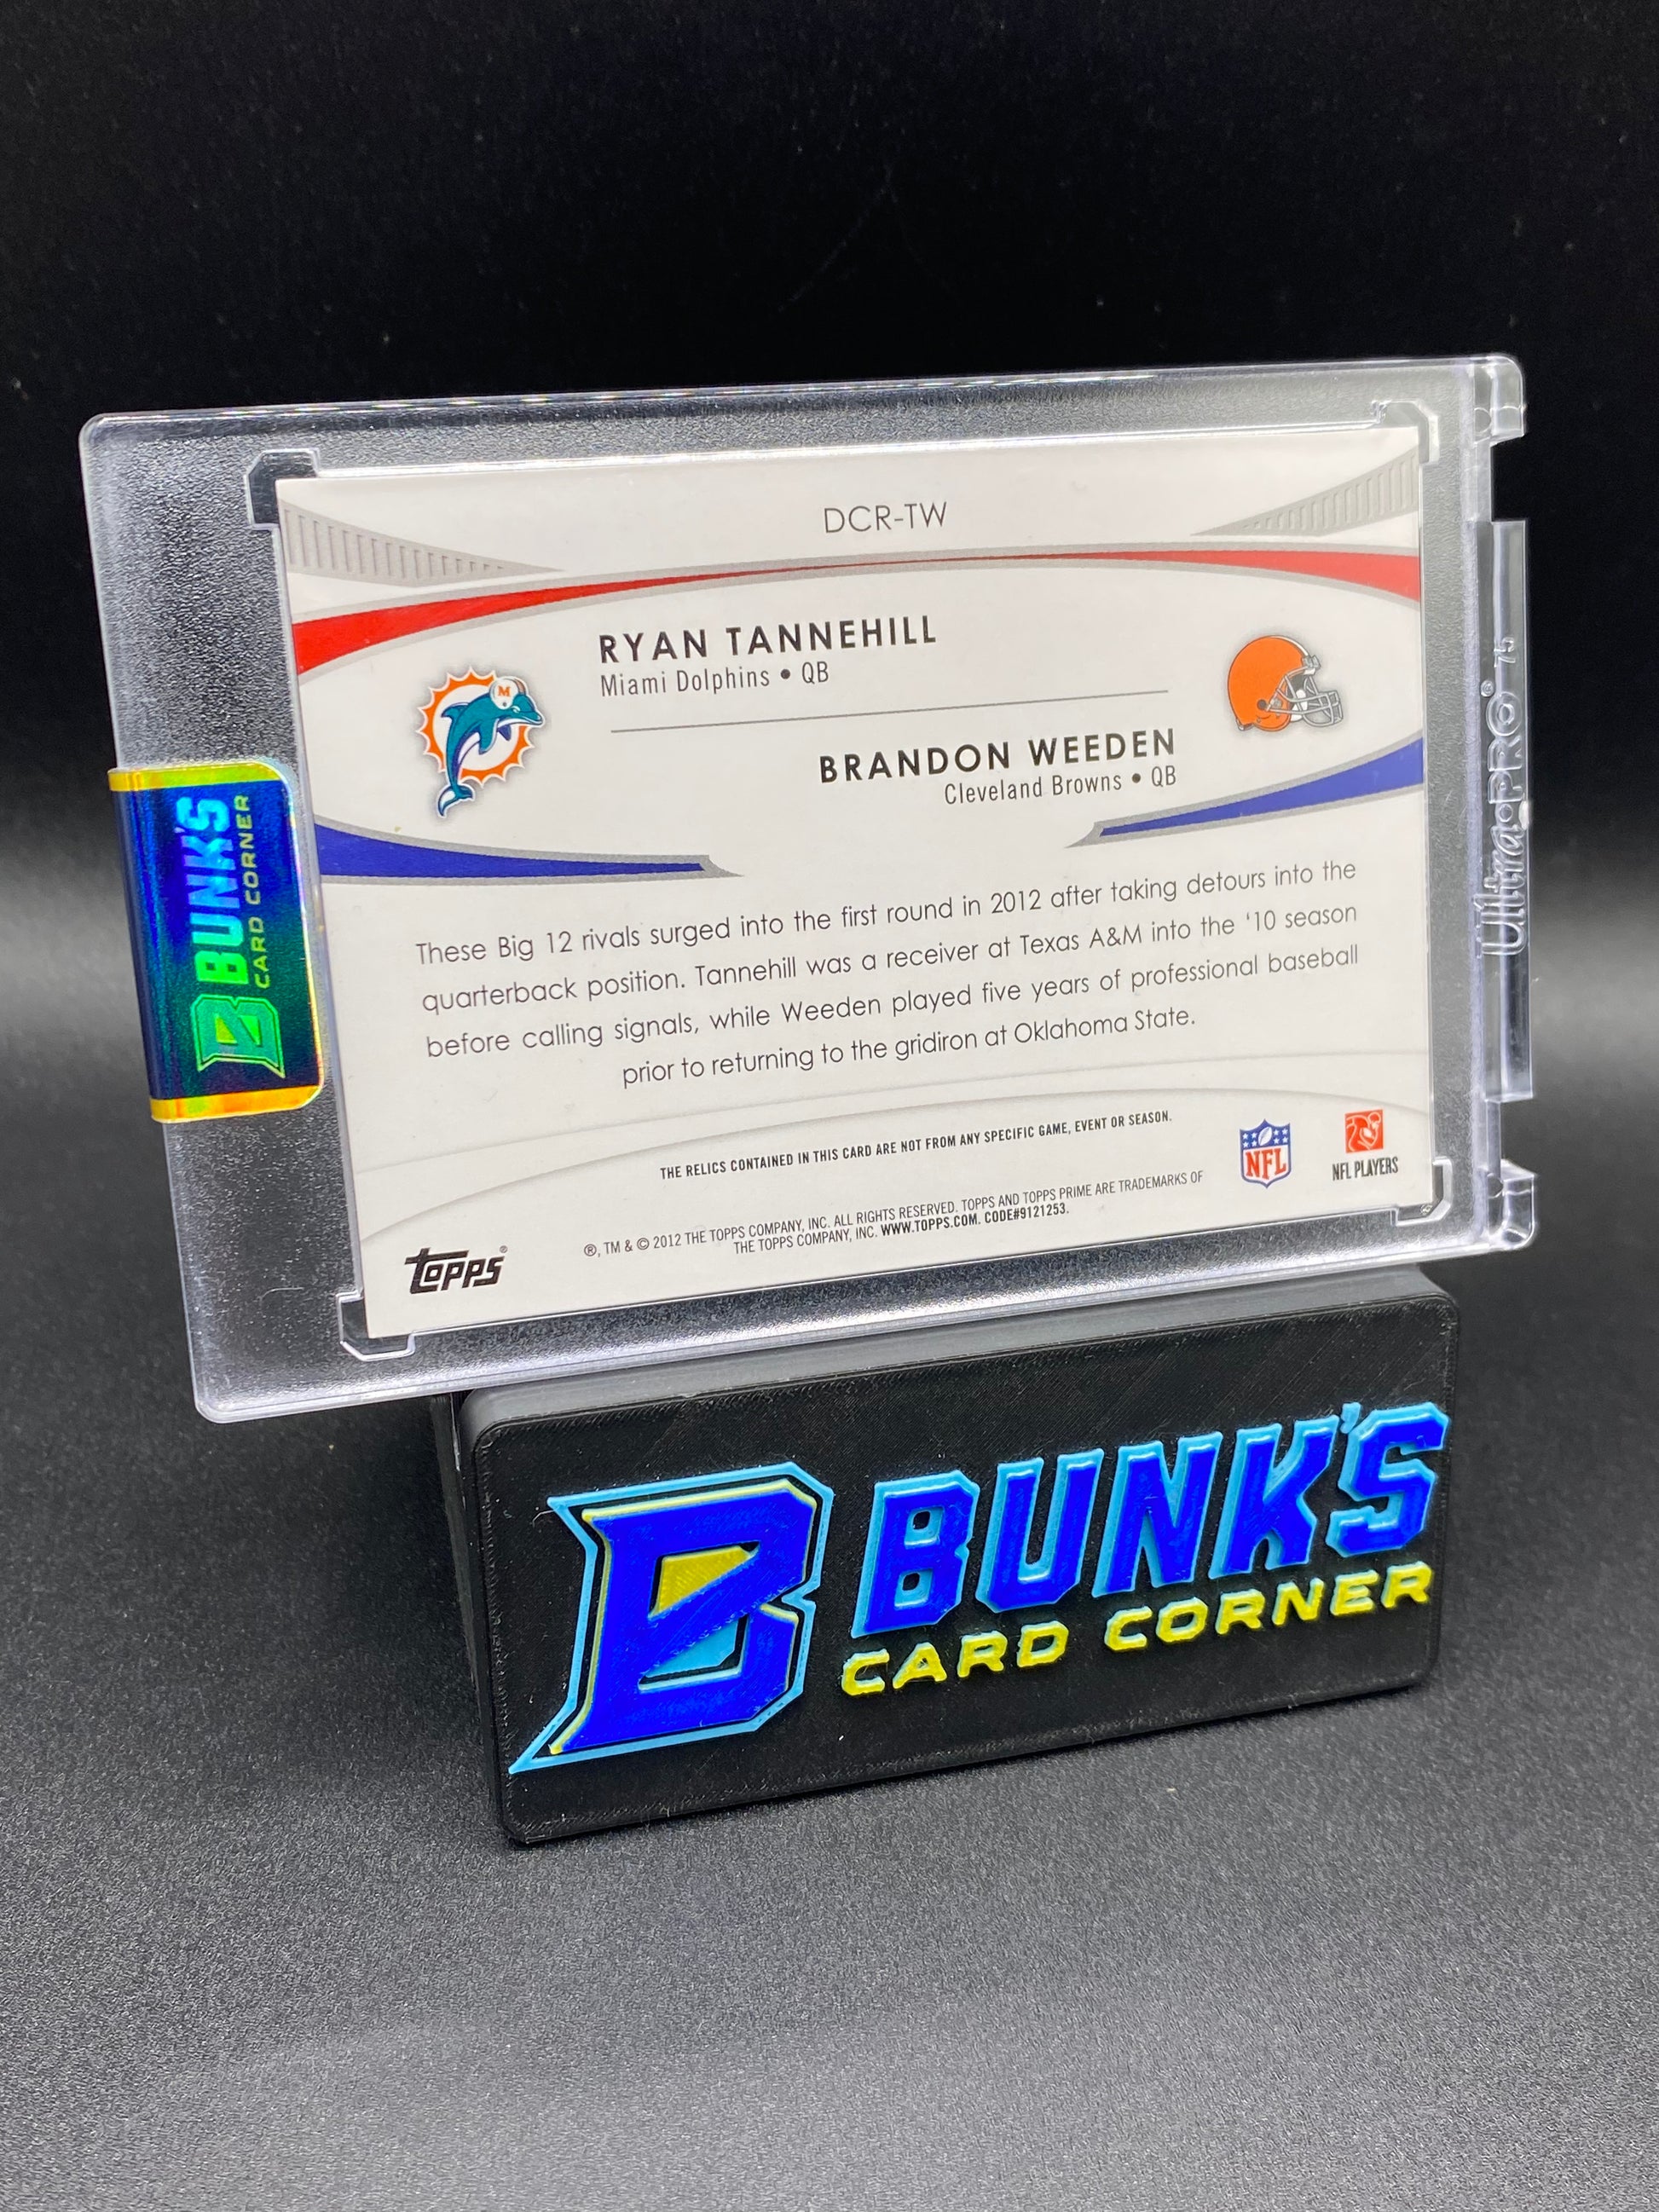 DCR-TW
RYAN TANNEHILL
Miami Dolphins • QB
M
BRANDON WEEDEN
Cleveland Browns • QB
These Big 12 rivals surged into the first round in 2012 after taking detours into the
quarterback position. Tannehill was a receiver at Texas A&M into the '10 season
before calling signals, while Weeden played five years of professional baseball
prior to returning to the gridiron at Oklahoma State.
THE RELICS CONTAINED IN THIS CARD ARE NOT FROM ANY SPECIFIC GAME, EVENT OR SEASON.
NFL
NFL PLAYERS
®, TM & © 2012 THE TOPPS COMPANY, INC. ALL RIGHTS RESERVED. TOPPS AND TOPPS PRIME ARE TRADEMARKS OF
THE TOPPS COMPANY, INC. WWW.TOPPS.COM. CODE#9121253.
topps®
B BUNK'S
CARD CORNER
Ultra PRO® 75
B BUNK'S
CARD CORNER